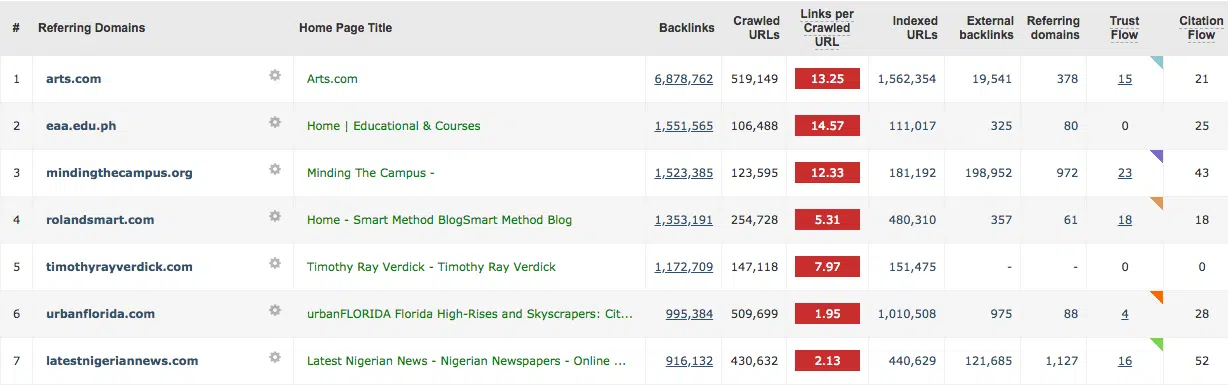 # Referring Domains Home Page Title Backlinks Crawled URLs Links per Crawled URL Indexed URLs External backlinks Referring domains Trust Flow Citation Flow
1 arts.com Arts.com 6,878,762 519,149 13.25 1,562,354 19,541 378 15 21
2 eaa.edu.ph Home | Educational & Courses 1,551,565 106,488 14.57 111,017 325 80 0 25
3 mindingthecampus.org Minding The Campus - 1,523,385 123,595 12.33 181,192 198,952 972 23 43
4 rolandsmart.com Home - Smart Method BlogSmart Method Blog 1,353,191 254,728 5.31 480,310 357 61 18 18
5 timothyrayverdick.com Timothy Ray Verdick - Timothy Ray Verdick 1,172,709 147,118 7.97 151,475 - - 0 0
6 urbanflorida.com urbanFLORIDA Florida High-Rises and Skyscrapers: Cit... 995,384 509,699 1.95 1,010,508 975 88 4 28
7 latestnigeriannews.com Latest Nigerian News - Nigerian Newspapers - Online ... 916,132 430,632 2.13 440,629 121,685 1,127 16 52